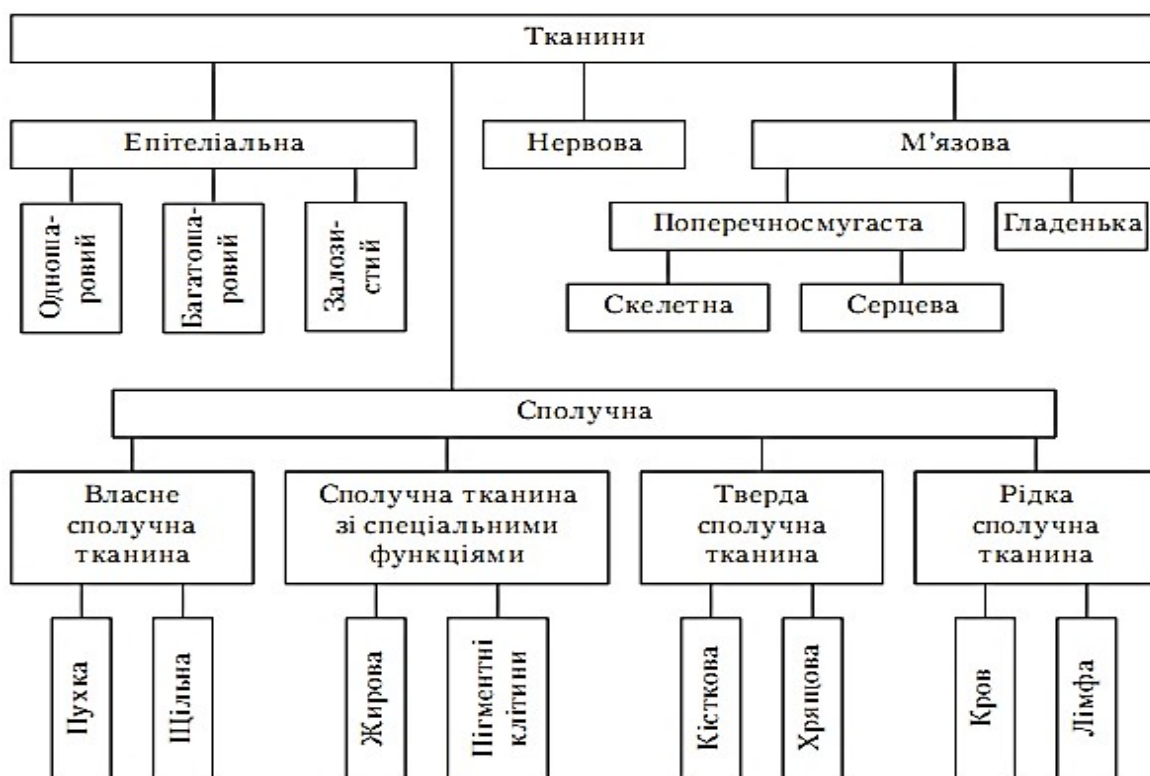 Тканини
Епітеліальна
Нервова
М’язова
Одноша-
ровий
Багатоша-
ровий
Залози-
стий
Поперечносмугаста
Гладенька
Скелетна
Серцева
Сполучна
Власне
сполучна
тканина
Сполучна тканина
зі спеціальними
функціями
Тверда
сполучна
тканина
Рідка
сполучна
тканина
Пухка
Щільна
Жирова
Пігментні
клітини
Кісткова
Хрящова
Кров
Лімфа